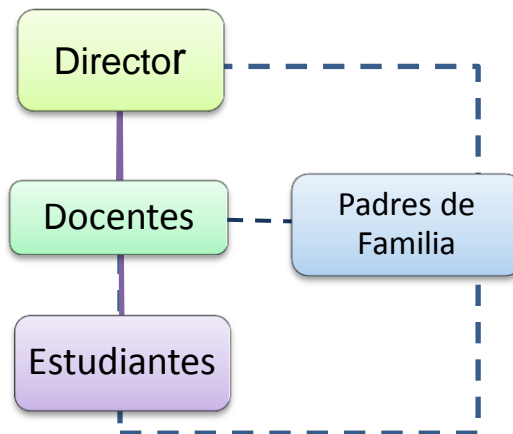 Director
Docentes
Padres de
Familia
Estudiantes